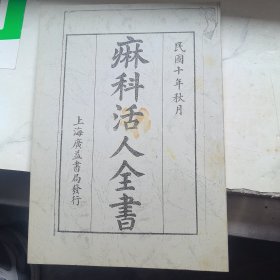 民國十年秋月
痳科活人全書
上海廣益書局發行